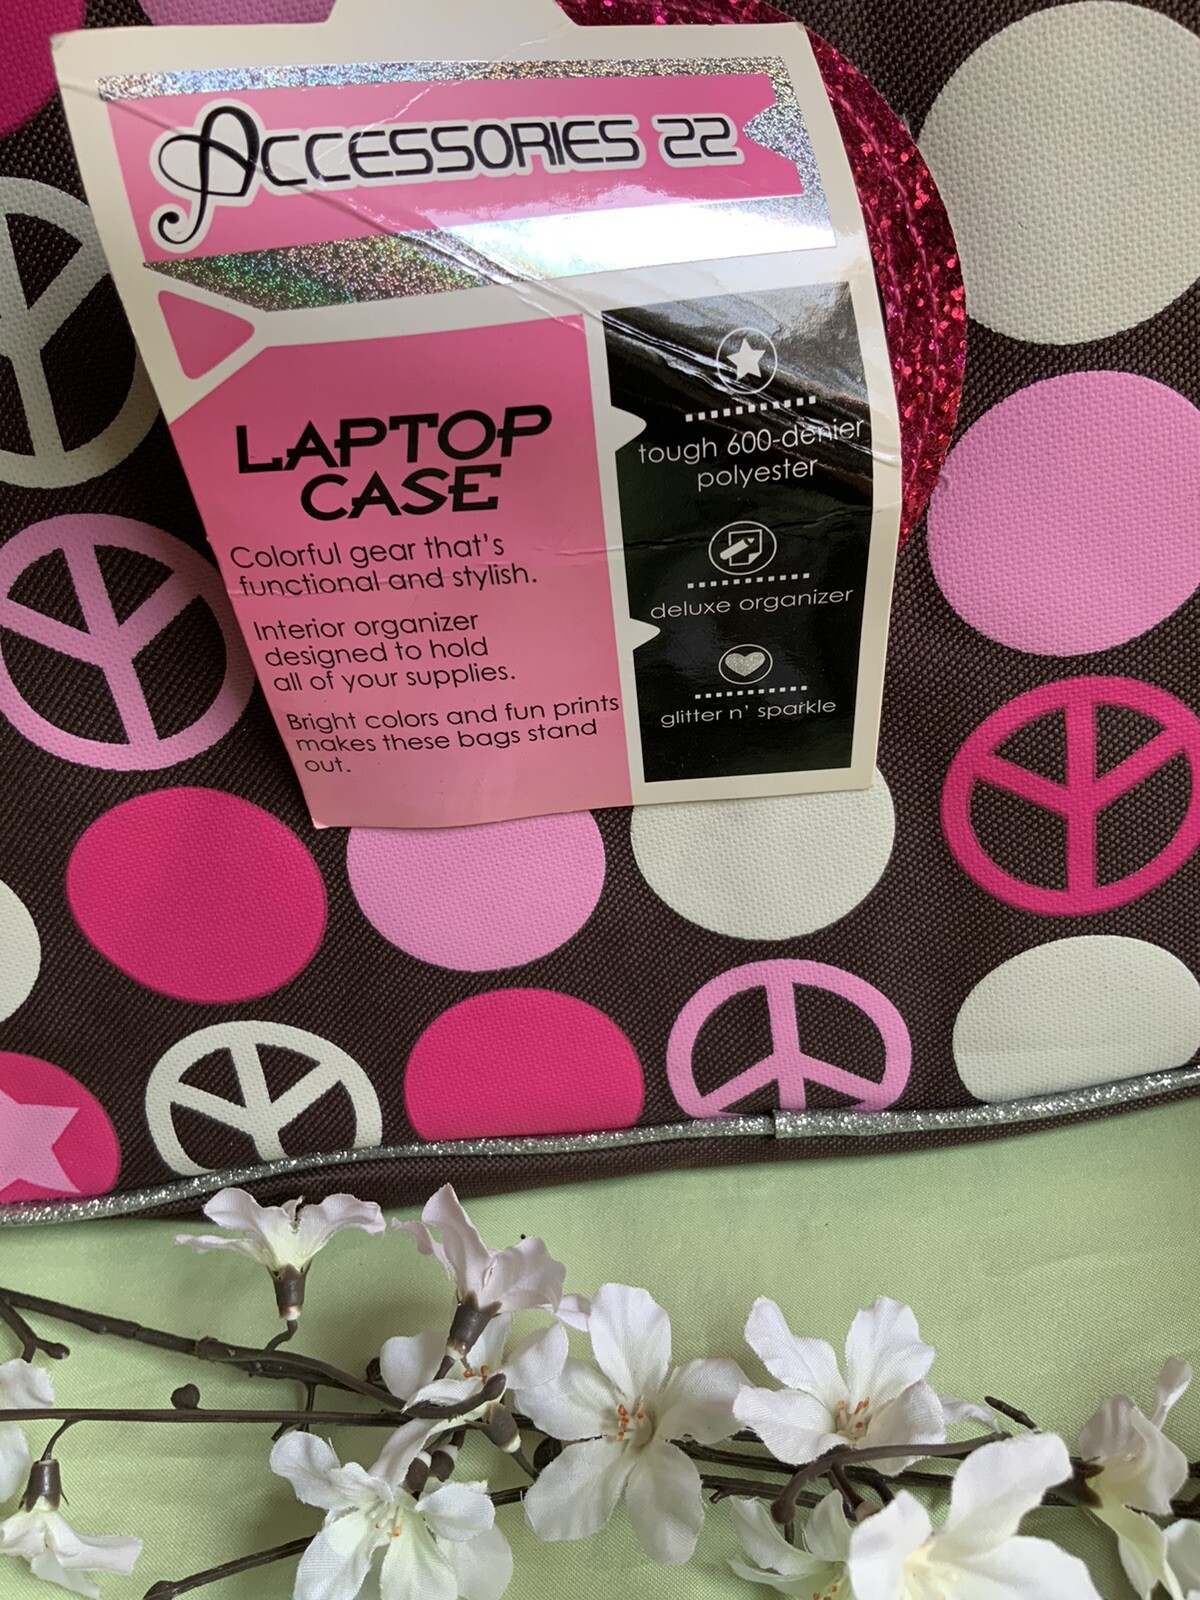 ACCESSORIES 22
LAPTOP
CASE
Colorful gear that's
functional and stylish.
Interior organizer
designed to hold
all of your supplies.
Bright colors and fun prints
makes these bags stand
out.
tough 600-denier
polyester
deluxe organizer
glitter n' sparkle